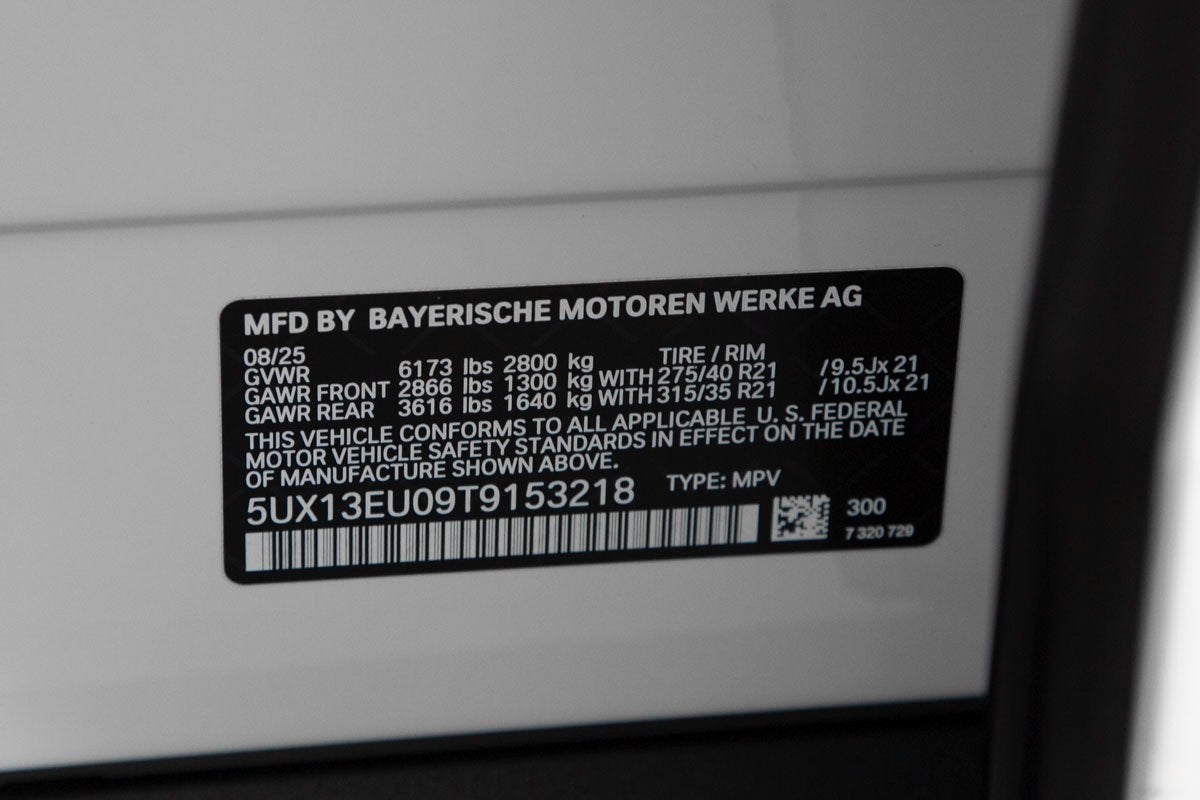 MFD BY BAYERISCHE MOTOREN WERKE AG
08/25 TIRE / RIM
GVWR 6173 lbs 2800 kg
GAWR FRONT 2866 lbs 1300 kg WITH 275/40 R21 /9.5Jx 21
GAWR REAR 3616 lbs 1640 kg WITH 315/35 R21 /10.5Jx 21
THIS VEHICLE CONFORMS TO ALL APPLICABLE U. S. FEDERAL
MOTOR VEHICLE SAFETY STANDARDS IN EFFECT ON THE DATE
OF MANUFACTURE SHOWN ABOVE.
5UX13EU09T9153218 TYPE: MPV
300
7 320 729